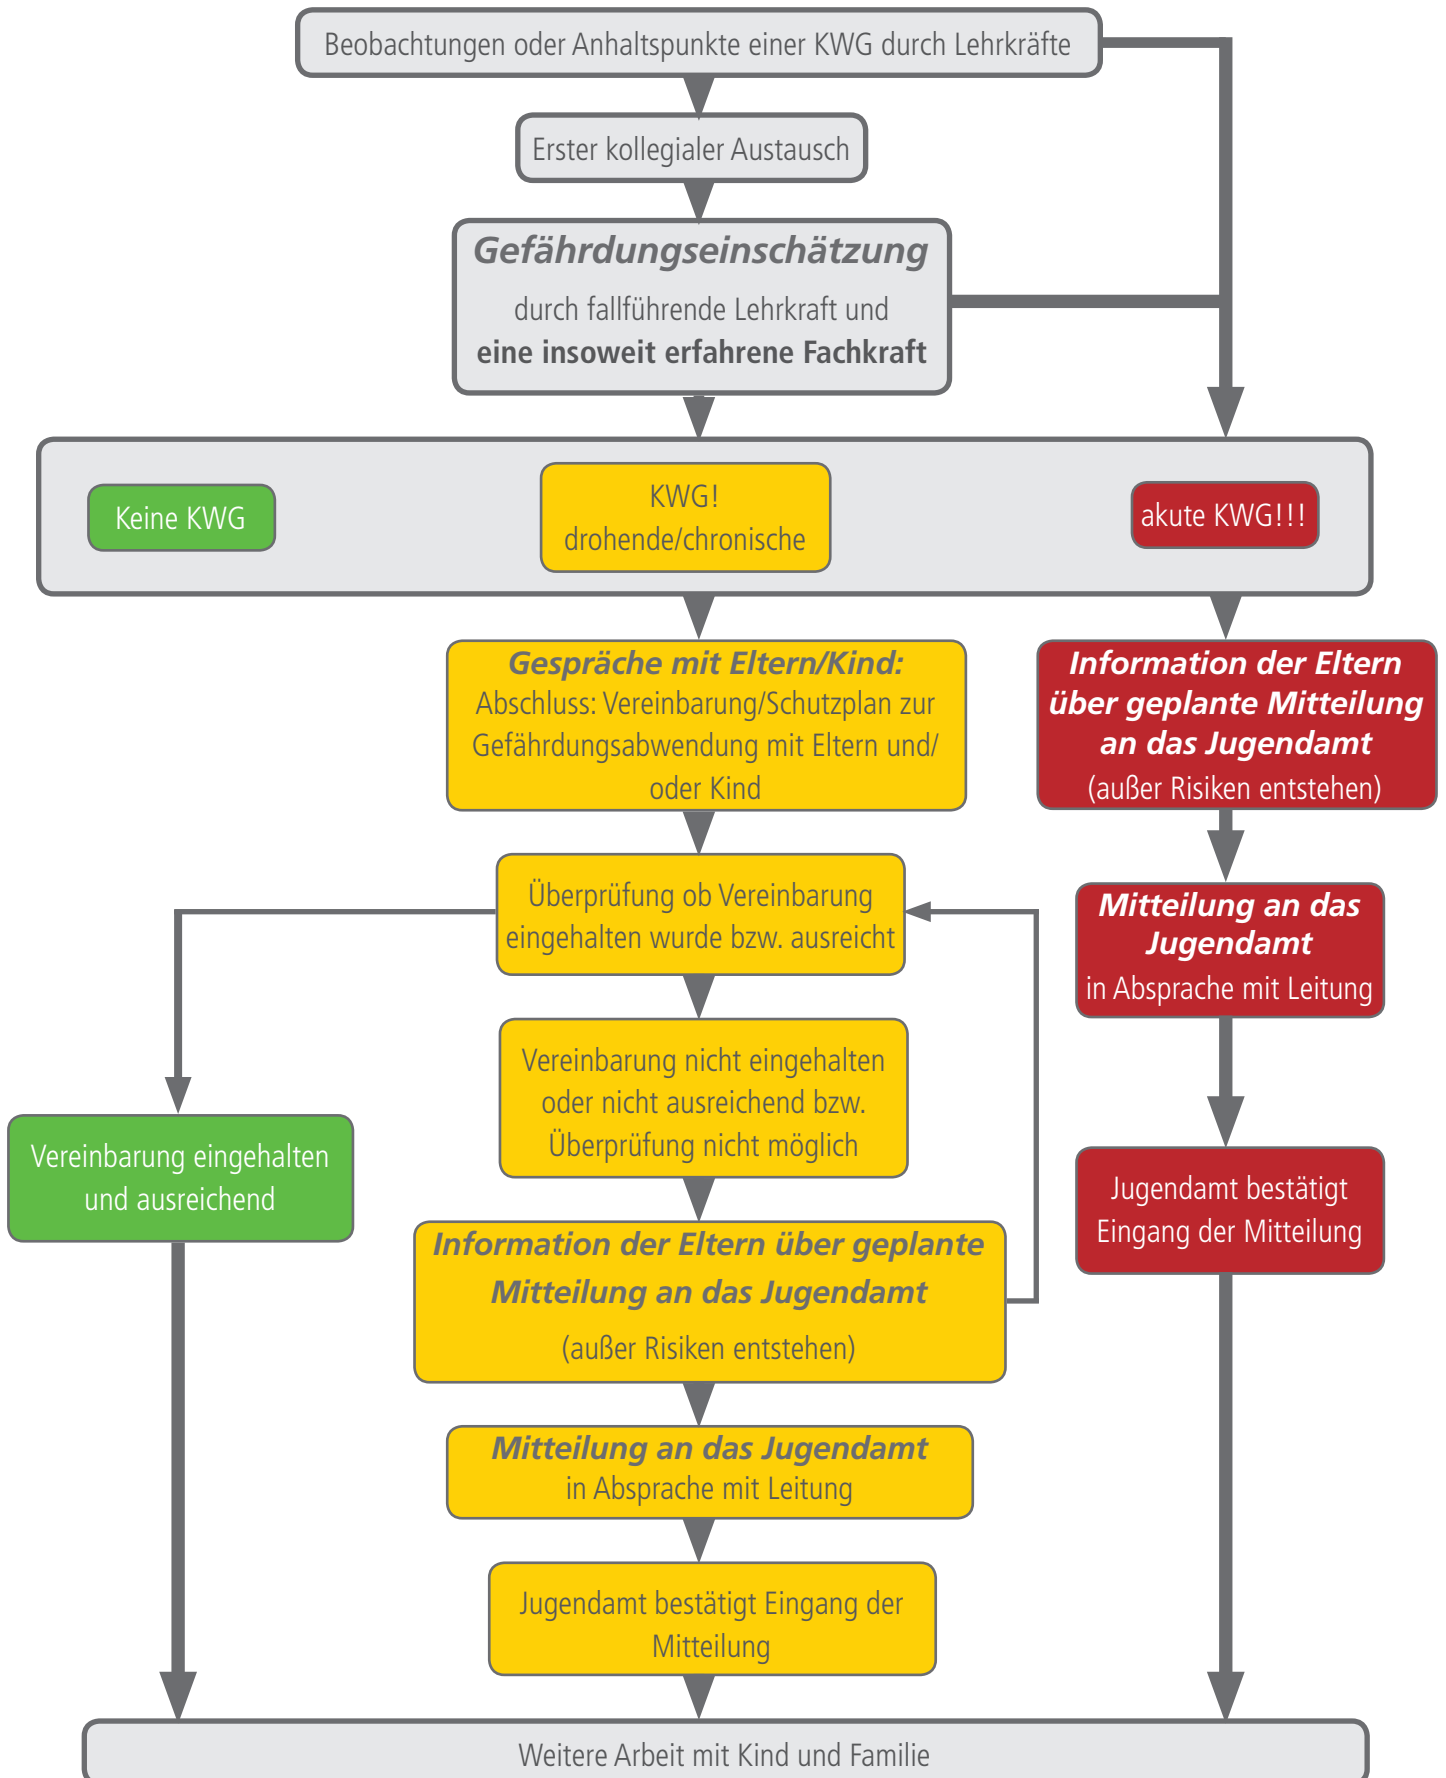 Beobachtungen oder Anhaltspunkte einer KWG durch Lehrkräfte
Erster kollegialer Austausch
Gefährdungseinschätzung
durch fallführende Lehrkraft und
eine insoweit erfahrene Fachkraft
Keine KWG
KWG!
drohende/chronische
akute KWG!!!
Gespräche mit Eltern/Kind:
Abschluss: Vereinbarung/Schutzplan zur
Gefährdungsabwendung mit Eltern und/
oder Kind
Information der Eltern
über geplante Mitteilung
an das Jugendamt
(außer Risiken entstehen)
Überprüfung ob Vereinbarung
eingehalten wurde bzw. ausreicht
Mitteilung an das
Jugendamt
in Absprache mit Leitung
Vereinbarung nicht eingehalten
oder nicht ausreichend bzw.
Überprüfung nicht möglich
Vereinbarung eingehalten
und ausreichend
Jugendamt bestätigt
Eingang der Mitteilung
Information der Eltern über geplante
Mitteilung an das Jugendamt
(außer Risiken entstehen)
Mitteilung an das Jugendamt
in Absprache mit Leitung
Jugendamt bestätigt Eingang der
Mitteilung
Weitere Arbeit mit Kind und Familie